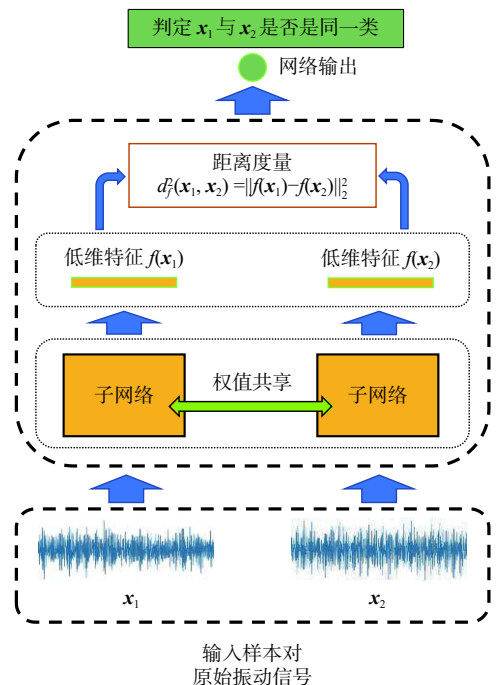 判定 x₁ 与 x₂ 是否是同一类
网络输出
距离度量
d_f²(x₁, x₂) =||f(x₁)−f(x₂)||₂²
低维特征 f(x₁)
低维特征 f(x₂)
权值共享
子网络
子网络
x₁
x₂
输入样本对
原始振动信号